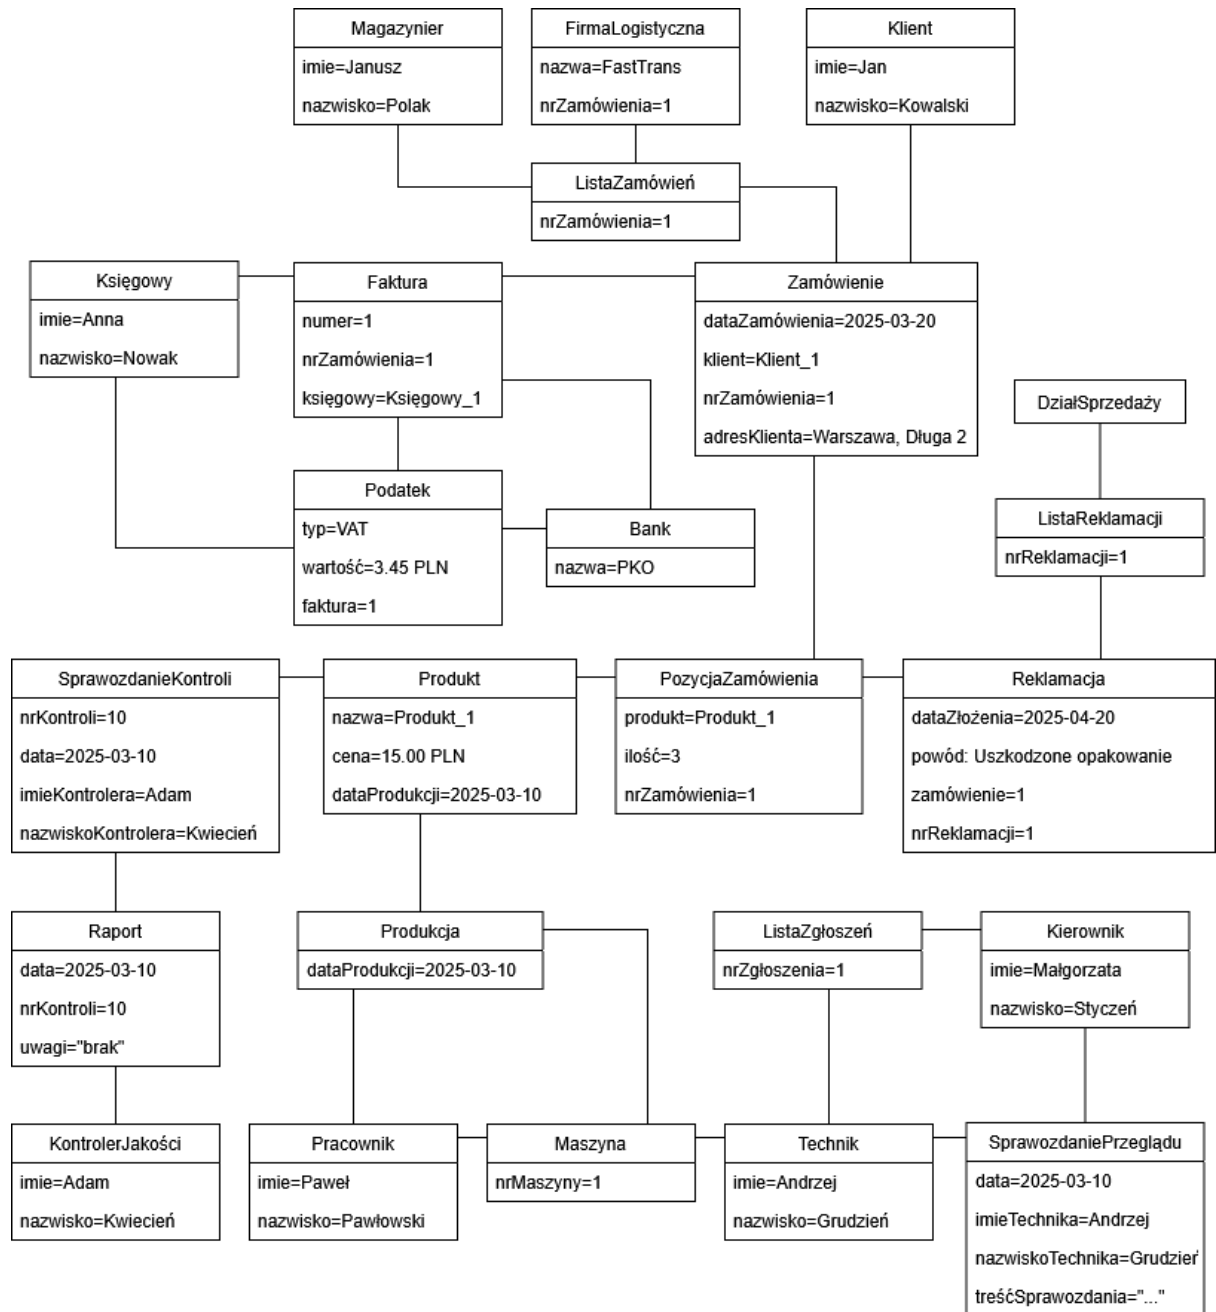 Magazynier
imie=Janusz
nazwisko=Polak
FirmaLogistyczna
nazwa=FastTrans
nrZamówienia=1
Klient
imie=Jan
nazwisko=Kowalski
ListaZamówień
nrZamówienia=1
Księgowy
imie=Anna
nazwisko=Nowak
Faktura
numer=1
nrZamówienia=1
księgowy=Księgowy_1
Zamówienie
dataZamówienia=2025-03-20
klient=Klient_1
nrZamówienia=1
adresKlienta=Warszawa, Długa 2
DziałSprzedaży
Podatek
typ=VAT
wartość=3.45 PLN
faktura=1
Bank
nazwa=PKO
ListaReklamacji
nrReklamacji=1
SprawozdanieKontroli
nrKontroli=10
data=2025-03-10
imieKontrolera=Adam
nazwiskoKontrolera=Kwiecień
Produkt
nazwa=Produkt_1
cena=15.00 PLN
dataProdukcji=2025-03-10
PozycjaZamówienia
produkt=Produkt_1
ilość=3
nrZamówienia=1
Reklamacja
dataZłożenia=2025-04-20
powód: Uszkodzone opakowanie
zamówienie=1
nrReklamacji=1
Raport
data=2025-03-10
nrKontroli=10
uwagi="brak"
Produkcja
dataProdukcji=2025-03-10
ListaZgłoszeń
nrZgłoszenia=1
Kierownik
imie=Małgorzata
nazwisko=Styczeń
KontrolerJakości
imie=Adam
nazwisko=Kwiecień
Pracownik
imie=Paweł
nazwisko=Pawłowski
Maszyna
nrMaszyny=1
Technik
imie=Andrzej
nazwisko=Grudzień
SprawozdaniePrzeglądu
data=2025-03-10
imieTechnika=Andrzej
nazwiskoTechnika=Grudzień
treśćSprawozdania="..."